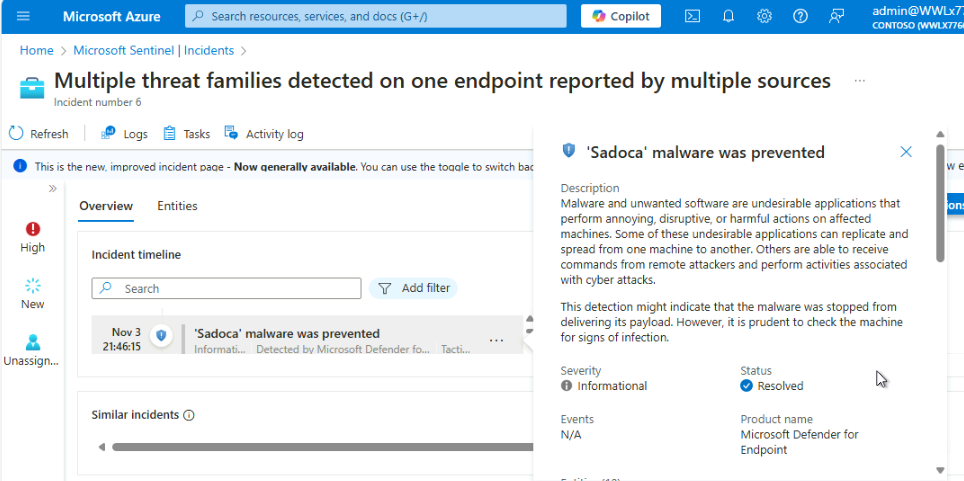 Microsoft Azure
Search resources, services, and docs (G+/)
Copilot
CONTOSO (WWLx776
Home > Microsoft Sentinel | Incidents >
Multiple threat families detected on one endpoint reported by multiple sources ...
Incident number 6
Refresh
Logs
Tasks
Activity log
This is the new, improved incident page - Now generally available. You can use the toggle to switch bac
High
New
Unassign...
Overview
Entities
Incident timeline
Search
Add filter
Nov 3
21:46:15
'Sadoca' malware was prevented
Informati... Detected by Microsoft Defender fo... Tacti...
...
Similar incidents
'Sadoca' malware was prevented
Description
Malware and unwanted software are undesirable applications that
perform annoying, disruptive, or harmful actions on affected
machines. Some of these undesirable applications can replicate and
spread from one machine to another. Others are able to receive
commands from remote attackers and perform activities associated
with cyber attacks.
This detection might indicate that the malware was stopped from
delivering its payload. However, it is prudent to check the machine
for signs of infection.
Severity
Informational
Status
Resolved
Events
N/A
Product name
Microsoft Defender for
Endpoint